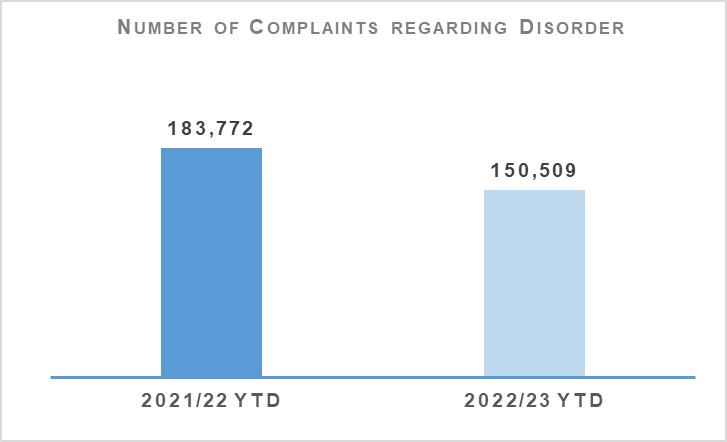 Number of Complaints regarding Disorder
183,772
150,509
2021/22 YTD
2022/23 YTD